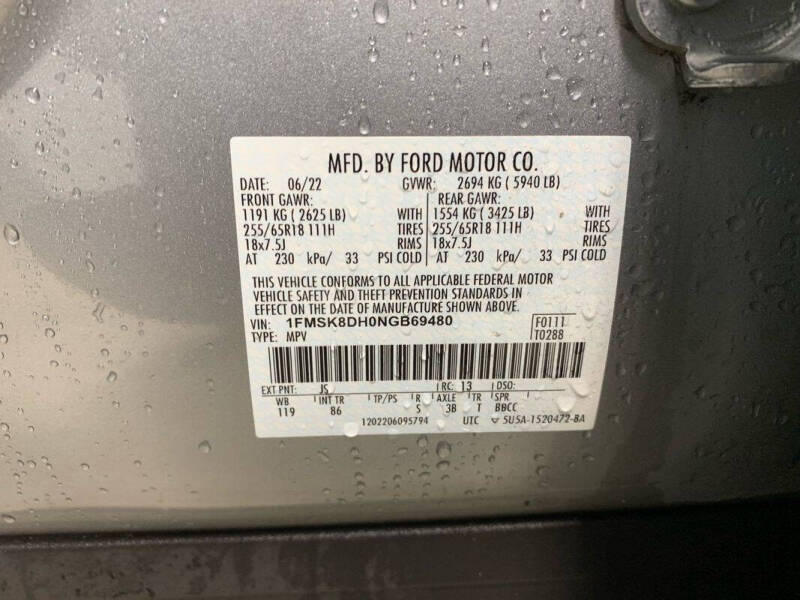 MFD. BY FORD MOTOR CO.
DATE: 06/22 GVWR: 2694 KG ( 5940 LB)
FRONT GAWR: REAR GAWR:
1191 KG ( 2625 LB) WITH 1554 KG ( 3425 LB) WITH
255/65R18 111H TIRES 255/65R18 111H TIRES
18x7.5J RIMS 18x7.5J RIMS
AT 230 kPa/ 33 PSI COLD AT 230 kPa/ 33 PSI COLD
THIS VEHICLE CONFORMS TO ALL APPLICABLE FEDERAL MOTOR
VEHICLE SAFETY AND THEFT PREVENTION STANDARDS IN
EFFECT ON THE DATE OF MANUFACTURE SHOWN ABOVE.
VIN: 1FMSK8DH0NGB69480 F0111
TYPE: MPV T0288
EXT PNT: JS RC: 13 DSO:
WB INT TR TP/PS R AXLE TR SPR
119 86 S 3B T BBCC
1202206095794 UTC 5U5A-1520472-BA